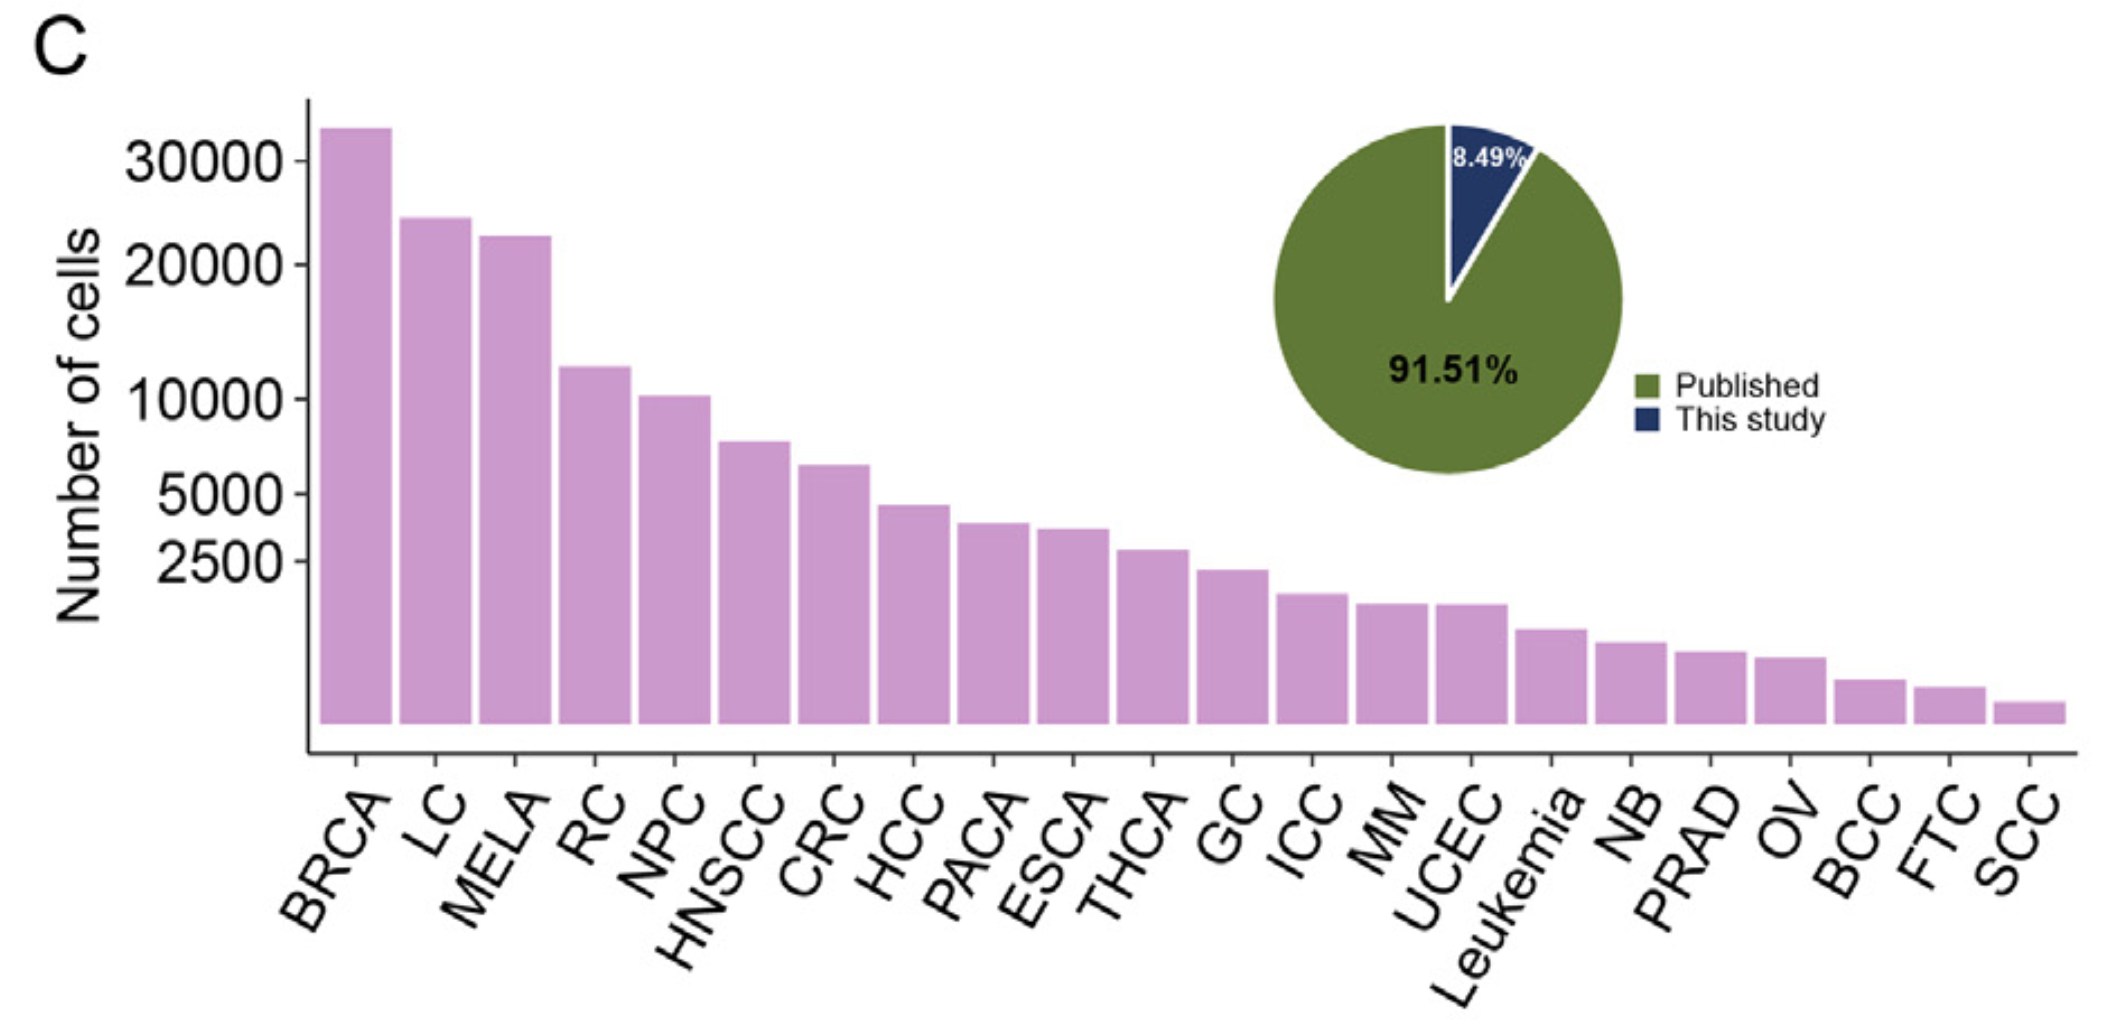 C
Number of cells
30000
20000
10000
5000
2500
8.49%
91.51%
Published
This study
BRCA
LC
MELA
RC
NPC
HNSCC
CRC
HCC
PACA
ESCA
THCA
GC
ICC
MM
UCEC
Leukemia
NB
PRAD
OV
BCC
FTC
SCC